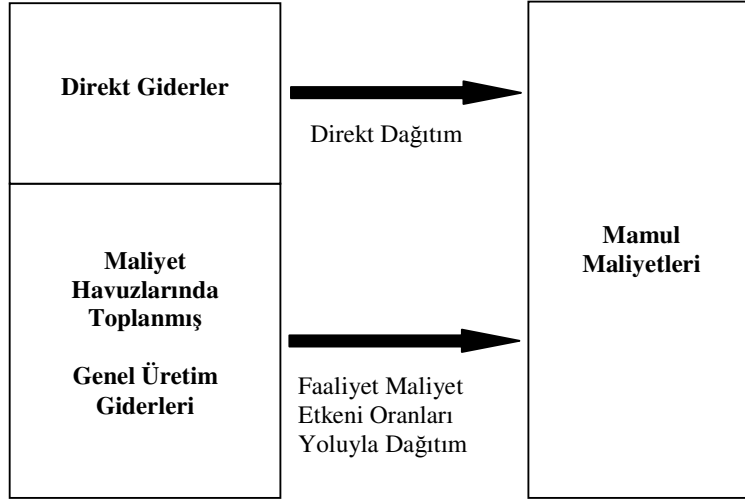 Direkt Giderler
Direkt Dağıtım
Maliyet
Havuzlarında
Toplanmış
Genel Üretim
Giderleri
Faaliyet Maliyet
Etkeni Oranları
Yoluyla Dağıtım
Mamul
Maliyetleri